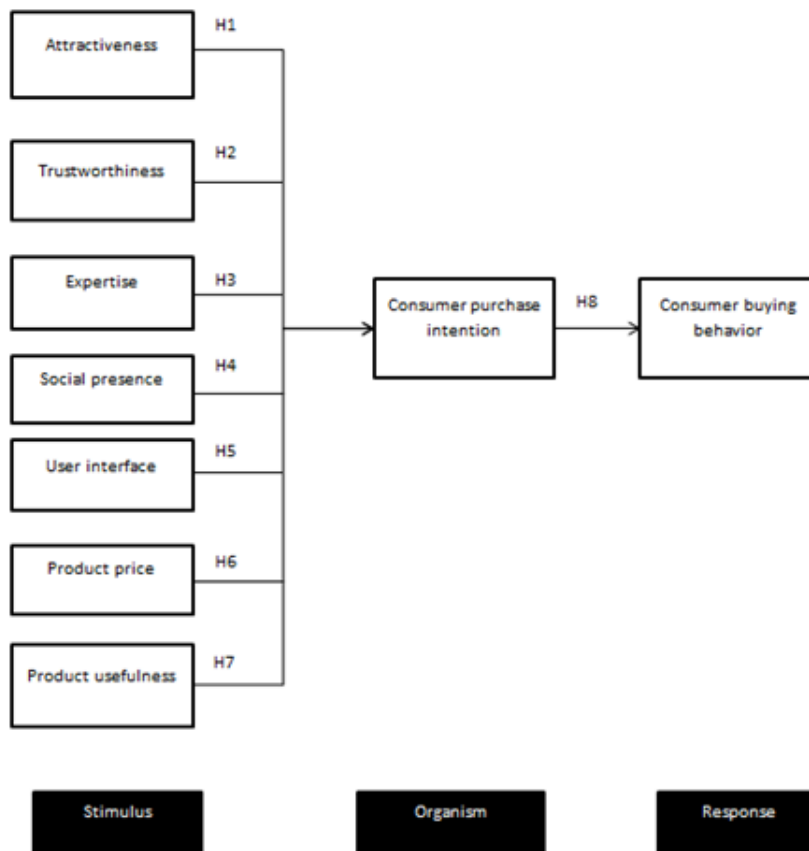 H1
Attractiveness
H2
Trustworthiness
Expertise
H3
Consumer purchase
intention
H8
Consumer buying
behavior
H4
Social presence
H5
User interface
H6
Product price
H7
Product usefulness
Stimulus
Organism
Response